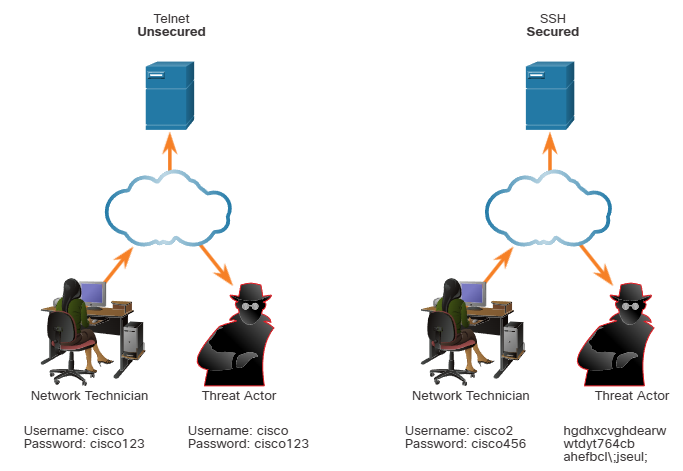 Telnet
Unsecured
Network Technician
Threat Actor
Username: cisco
Password: cisco123
Username: cisco
Password: cisco123
SSH
Secured
Network Technician
Threat Actor
Username: cisco2
Password: cisco456
hgdhxcvghdearw
wtdyt764cb
ahefbcl\;jseul;